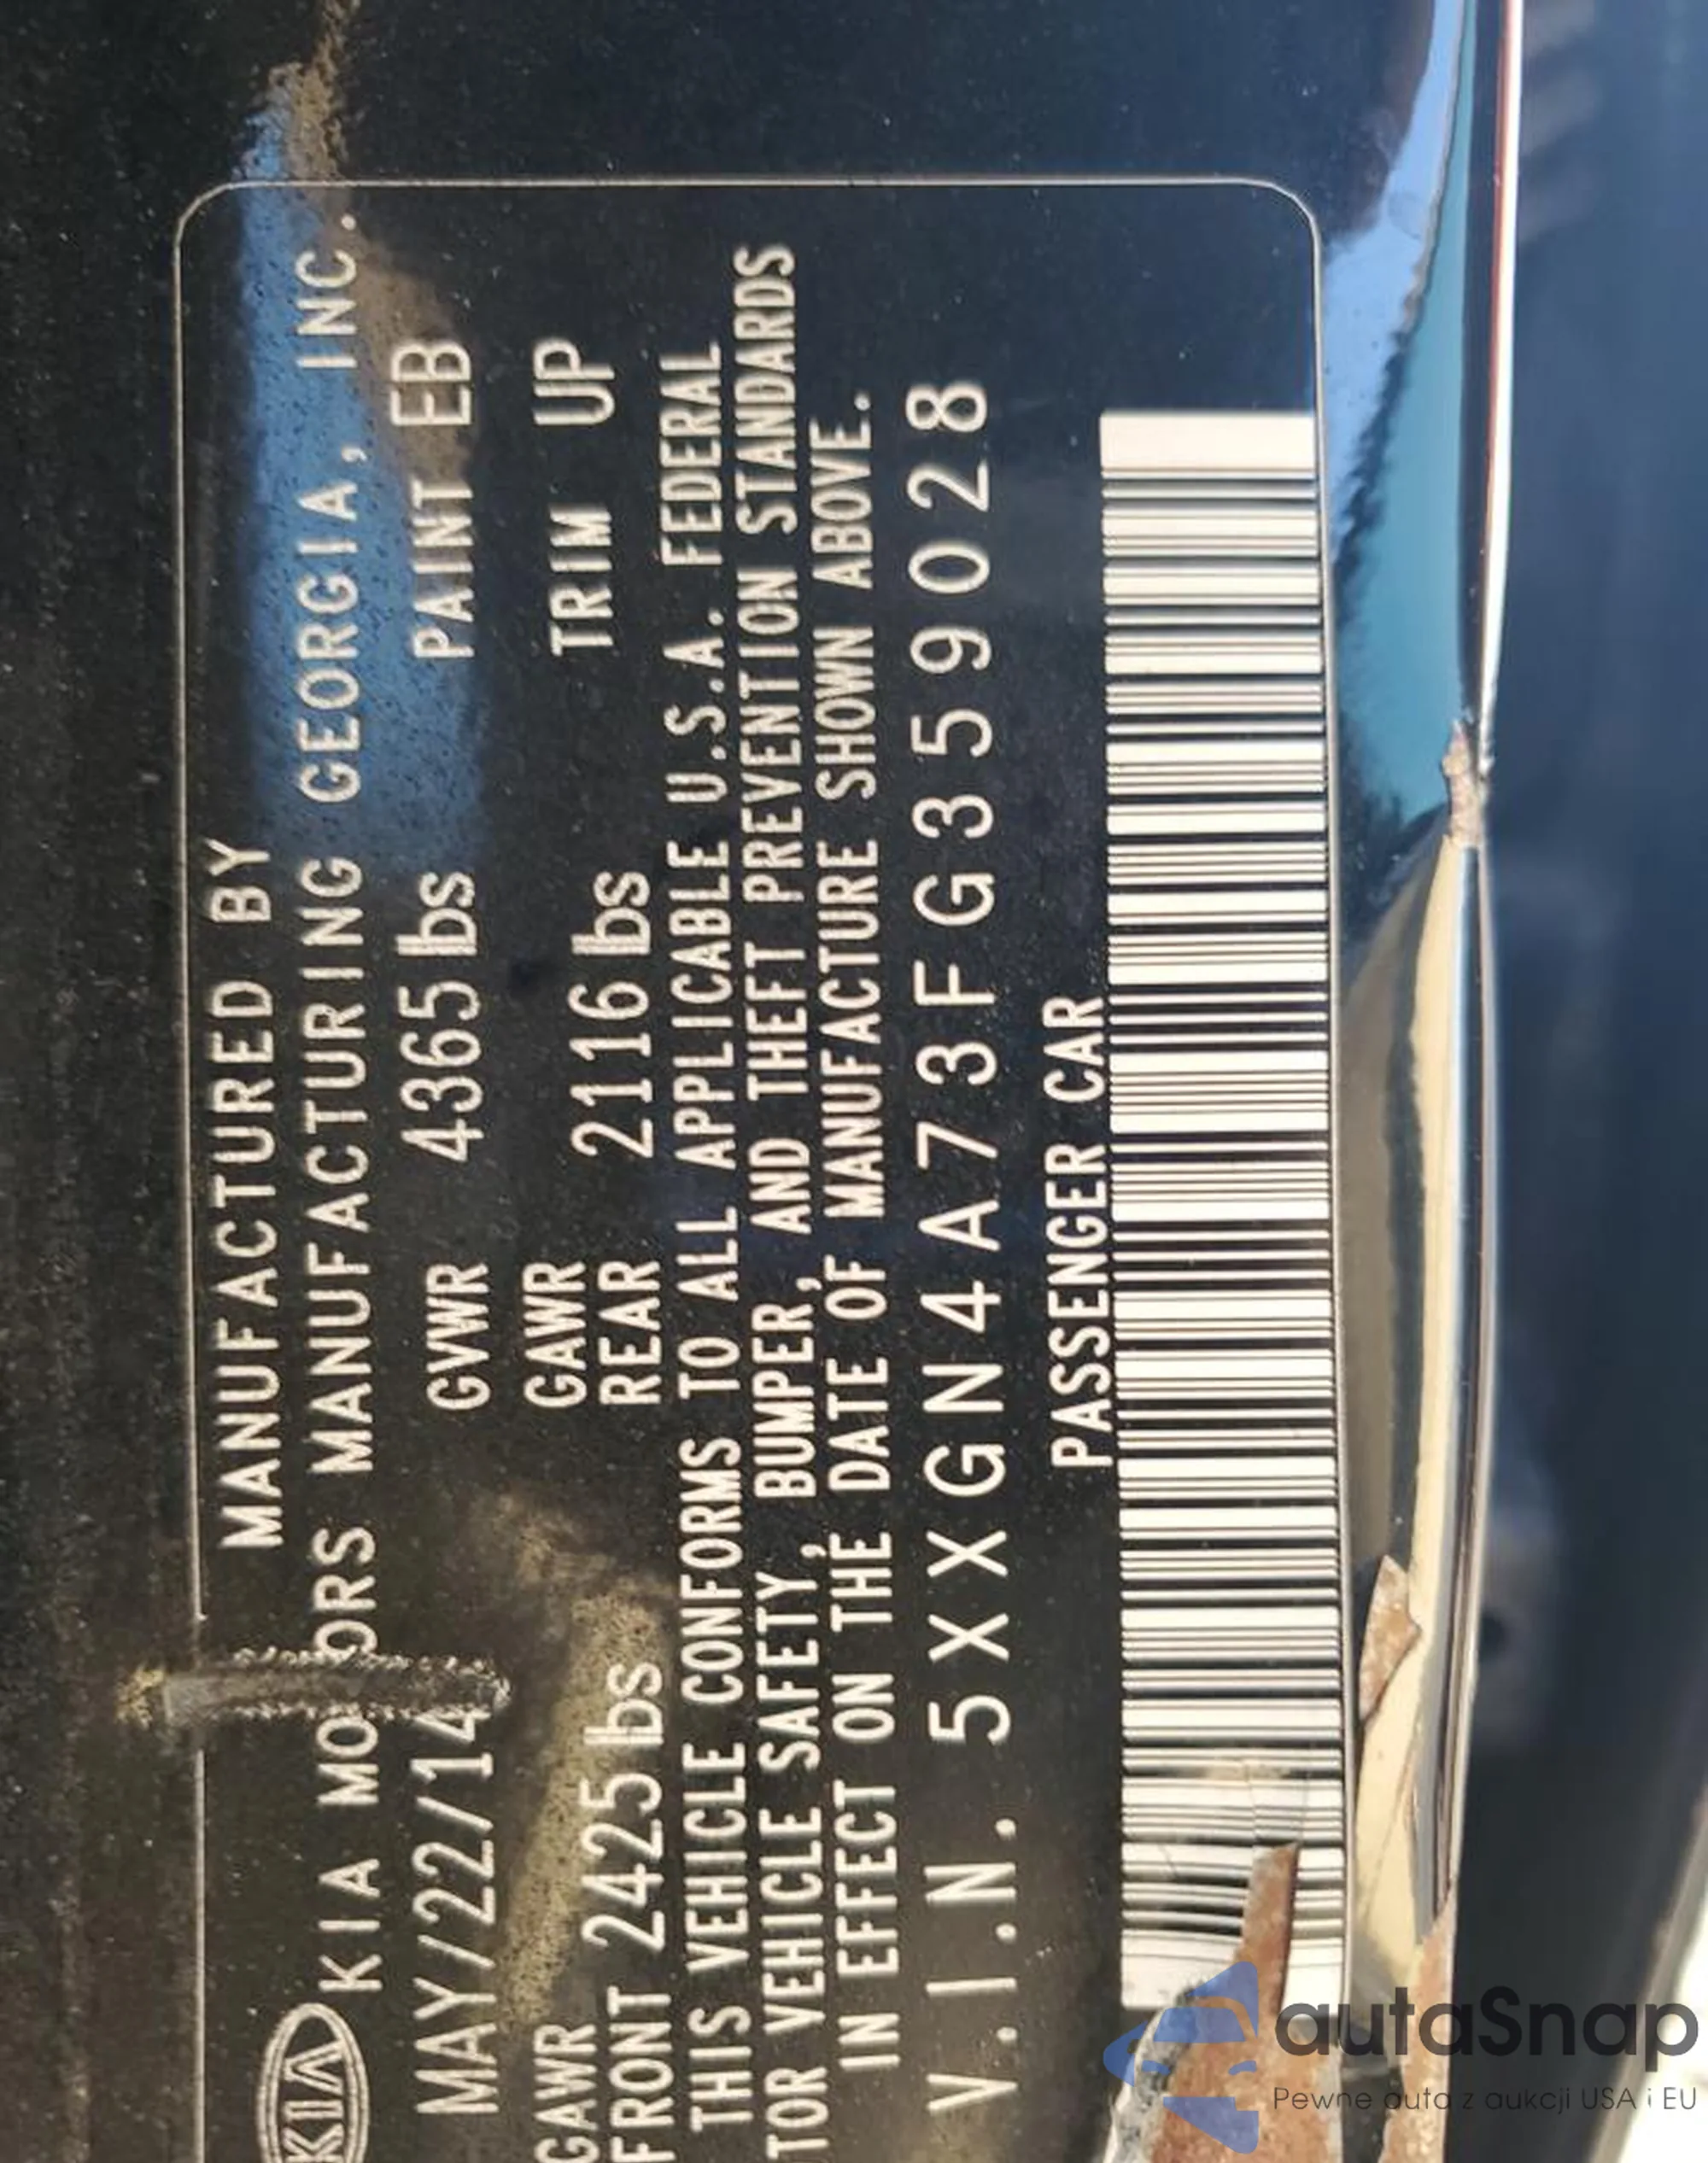 MANUFACTURED BY
KIA KIA MOTORS MANUFACTURING GEORGIA, INC.
MAY/22/14 GVWR 4365 lbs PAINT EB
GAWR GAWR
FRONT 2425 lbs REAR 2116 lbs TRIM UP
THIS VEHICLE CONFORMS TO ALL APPLICABLE U.S.A. FEDERAL
TOR VEHICLE SAFETY, BUMPER, AND THEFT PREVENTION STANDARDS
IN EFFECT ON THE DATE OF MANUFACTURE SHOWN ABOVE.
V.I.N. 5XXGN4A73FG359028
PASSENGER CAR
autaSnap
Pewne auta z aukcji USA i EU